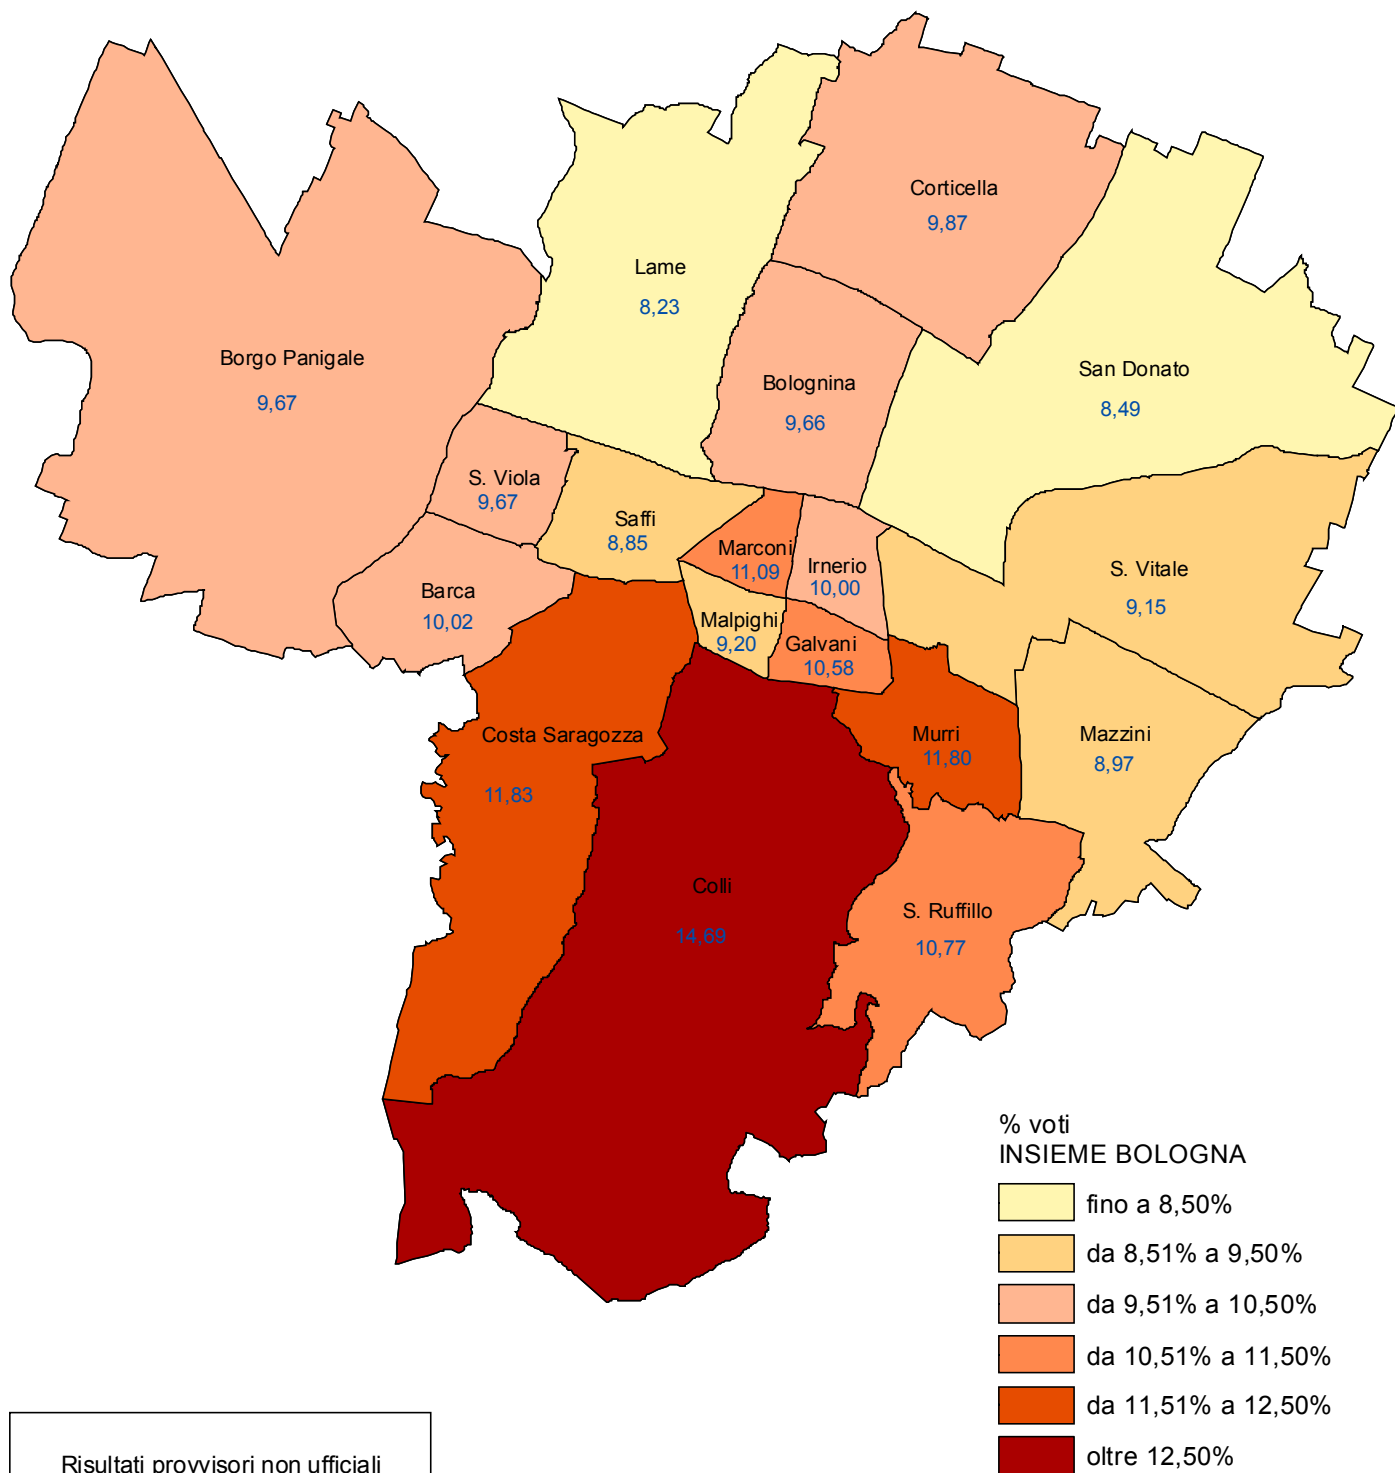 Corticella
9,87
Lame
8,23
Borgo Panigale
9,67
Bolognina
9,66
San Donato
8,49
S. Viola
9,67
Saffi
8,85
Marconi
11,09
Irnerio
10,00
S. Vitale
9,15
Barca
10,02
Malpighi
9,20
Galvani
10,58
Costa Saragozza
11,83
Murri
11,80
Mazzini
8,97
Colli
14,69
S. Ruffillo
10,77
% voti
INSIEME BOLOGNA
fino a 8,50%
da 8,51% a 9,50%
da 9,51% a 10,50%
da 10,51% a 11,50%
da 11,51% a 12,50%
oltre 12,50%
Risultati provvisori non ufficiali